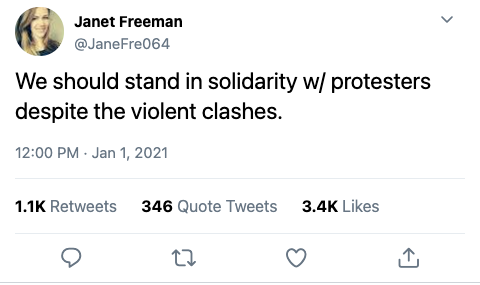 Janet Freeman
@JaneFre064
We should stand in solidarity w/ protesters
despite the violent clashes.
12:00 PM · Jan 1, 2021
1.1K Retweets 346 Quote Tweets 3.4K Likes